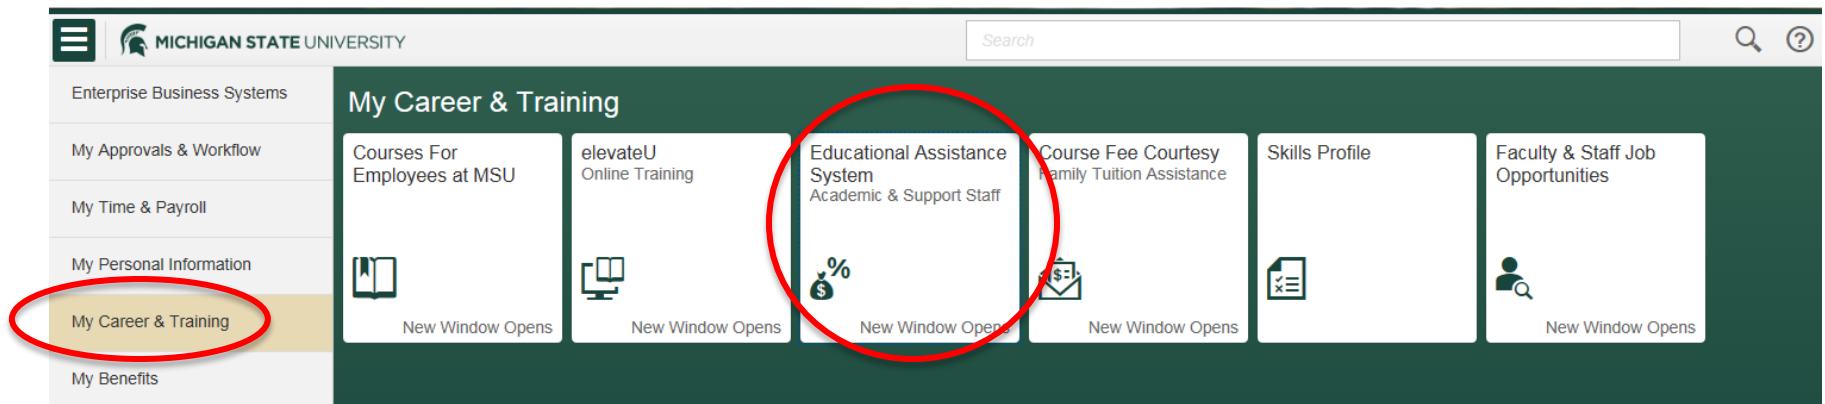 MICHIGAN STATE UNIVERSITY
Search
Enterprise Business Systems
My Approvals & Workflow
My Time & Payroll
My Personal Information
My Career & Training
My Benefits
My Career & Training
Courses For
Employees at MSU
New Window Opens
elevateU
Online Training
New Window Opens
Educational Assistance
System
Academic & Support Staff
%
$
New Window Opens
Course Fee Courtesy
Family Tuition Assistance
$
New Window Opens
Skills Profile
Faculty & Staff Job
Opportunities
New Window Opens